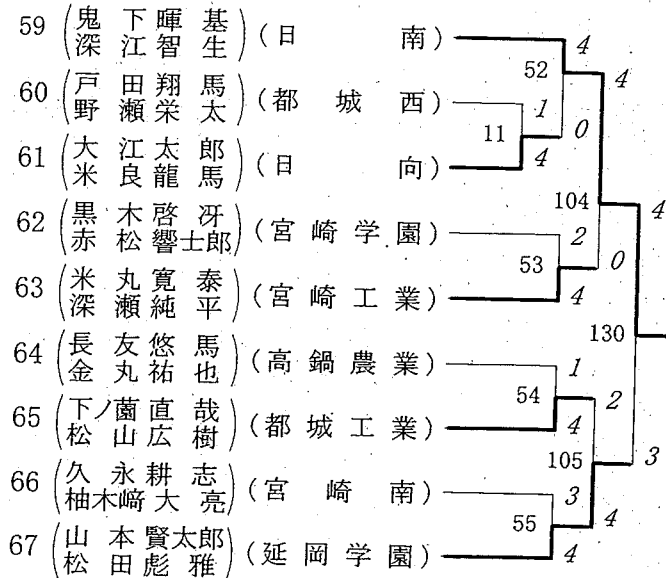 59 (鬼下暉基 深江智生) (日南) 4
52 4
60 (戸田翔馬 野瀬栄太) (都城西) 1
11 0
61 (大江太郎 米良龍馬) (日向) 4
104 4
62 (黒木啓冴 赤松響士郎) (宮崎学園) 2
53 0
63 (米丸寛泰 深瀬純平) (宮崎工業) 4
130
64 (長友悠馬 金丸祐也) (高鍋農業) 1
54 2
65 (下ノ薗直哉 松山広樹) (都城工業) 4
105 3
66 (久永耕志 柚木﨑大亮) (宮崎南) 3
55 4
67 (山本賢太郎 松田彪雅) (延岡学園) 4